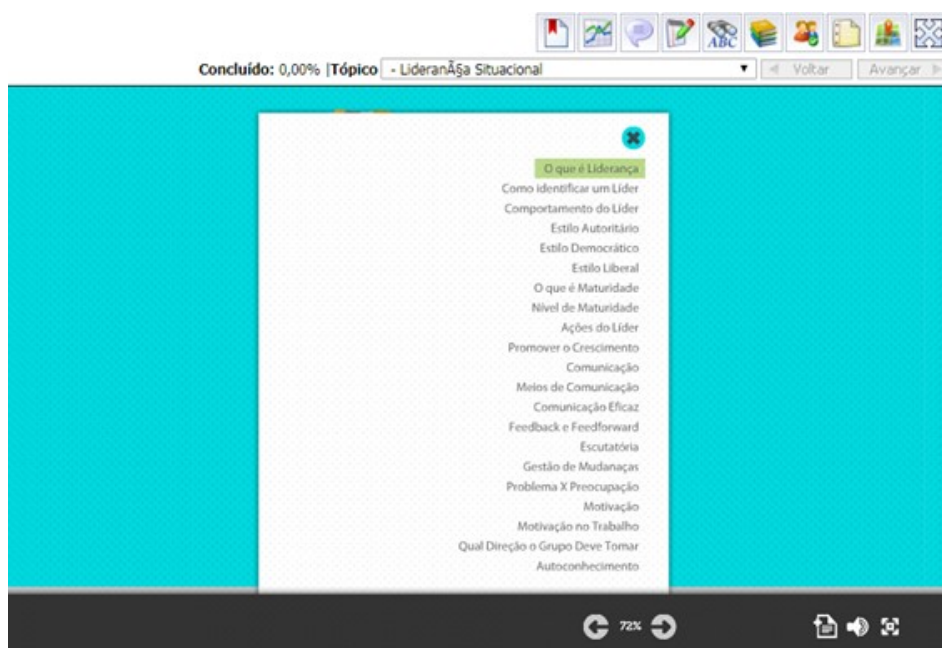 ABC
Concluído: 0,00% |Tópico - LideranÃ§a Situacional Voltar Avançar
O que é Liderança
Como identificar um Líder
Comportamento do Líder
Estilo Autoritário
Estilo Democrático
Estilo Liberal
O que é Maturidade
Nível de Maturidade
Ações do Líder
Promover o Crescimento
Comunicação
Meios de Comunicação
Comunicação Eficaz
Feedback e Feedforward
Escutatória
Gestão de Mudanaças
Problema X Preocupação
Motivação
Motivação no Trabalho
Qual Direção o Grupo Deve Tomar
Autoconhecimento
72%